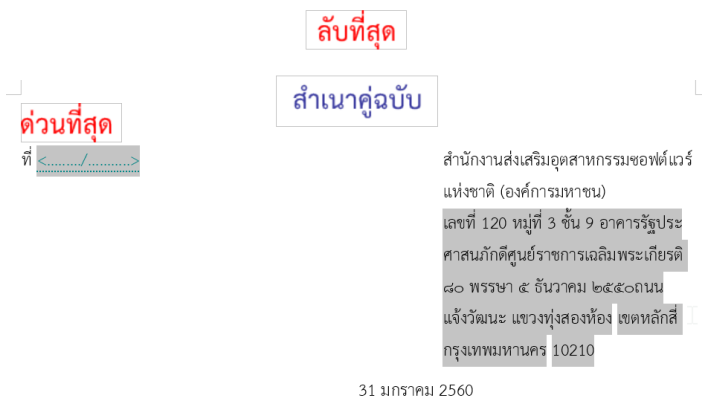 ลับที่สุด
สำเนาคู่ฉบับ
ด่วนที่สุด
ที่ <......../..........>
สำนักงานส่งเสริมอุตสาหกรรมซอฟต์แวร์
แห่งชาติ (องค์การมหาชน)
เลขที่ 120 หมู่ที่ 3 ชั้น 9 อาคารรัฐประ
ศาสนภักดีศูนย์ราชการเฉลิมพระเกียรติ
๘๐ พรรษา ๕ ธันวาคม ๒๕๕๐ถนน
แจ้งวัฒนะ แขวงทุ่งสองห้อง เขตหลักสี่
กรุงเทพมหานคร 10210
31 มกราคม 2560